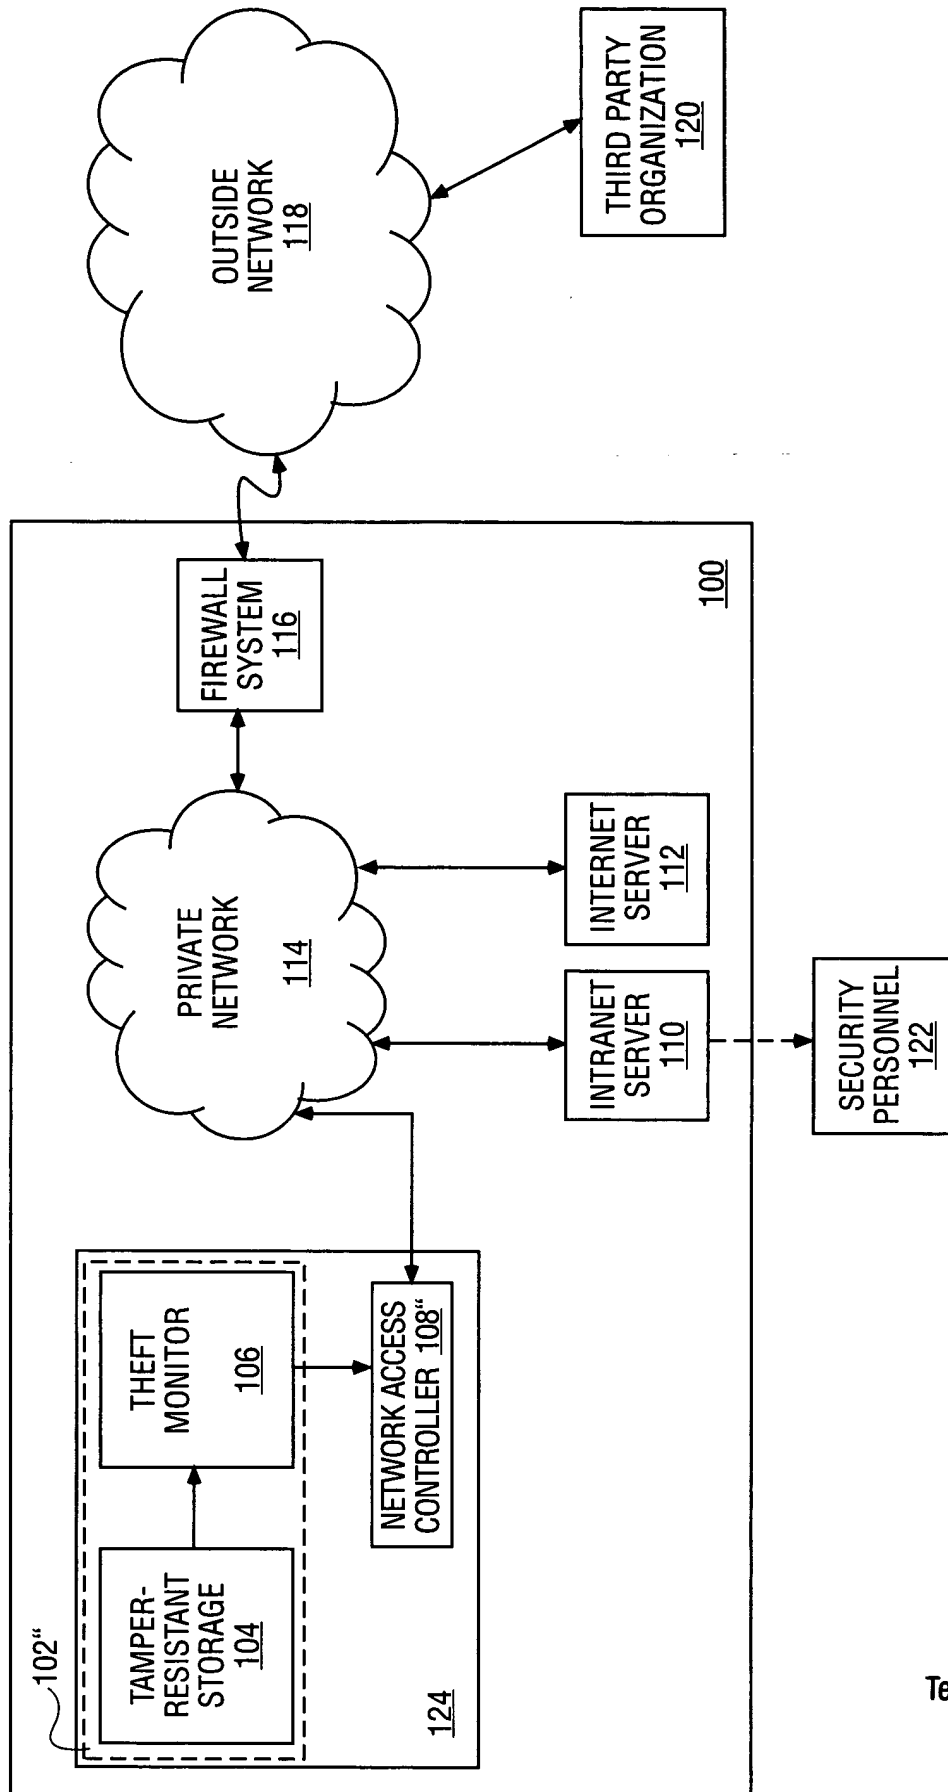 102"
TAMPER-
RESISTANT
STORAGE
104
THEFT
MONITOR
106
NETWORK ACCESS
CONTROLLER 108"
124
PRIVATE
NETWORK
114
INTRANET
SERVER
110
INTERNET
SERVER
112
FIREWALL
SYSTEM
116
100
SECURITY
PERSONNEL
122
OUTSIDE
NETWORK
118
THIRD PARTY
ORGANIZATION
120